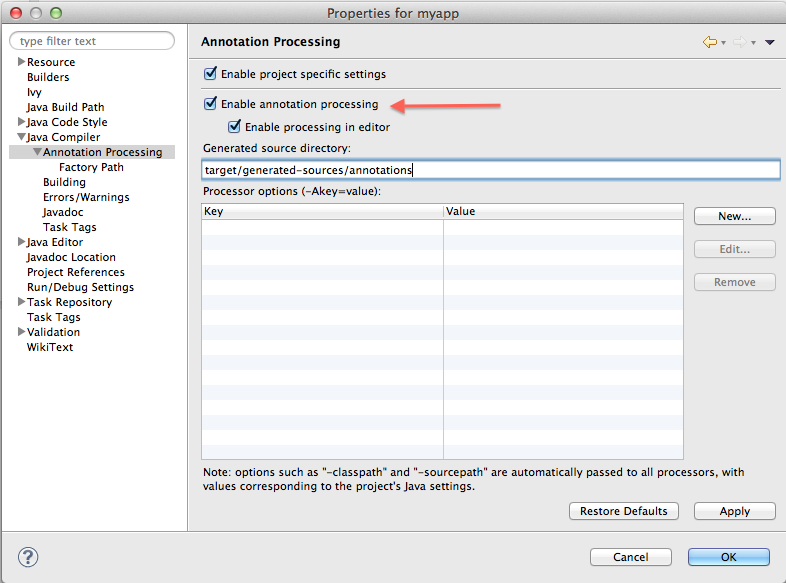 Properties for myapp
type filter text
Resource
Builders
Ivy
Java Build Path
Java Code Style
Java Compiler
Annotation Processing
Factory Path
Building
Errors/Warnings
Javadoc
Task Tags
Java Editor
Javadoc Location
Project References
Run/Debug Settings
Task Repository
Task Tags
Validation
WikiText
Annotation Processing
Enable project specific settings
Enable annotation processing
Enable processing in editor
Generated source directory:
target/generated-sources/annotations
Processor options (-Akey=value):
Key Value
New...
Edit...
Remove
Note: options such as "-classpath" and "-sourcepath" are automatically passed to all processors, with
values corresponding to the project's Java settings.
Restore Defaults Apply
? Cancel OK